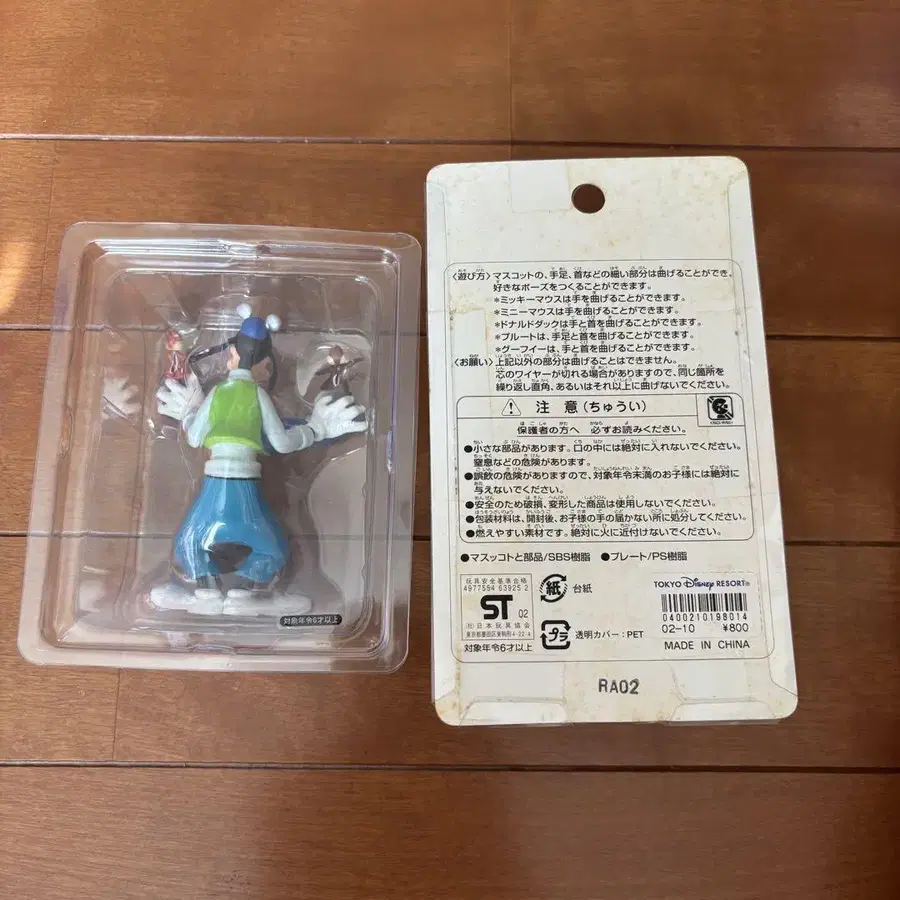 対象年令6才以上
〈遊び方〉マスコットの、手足、首などの細い部分は曲げることができ、
好きなポーズをつくることができます。
*ミッキーマウスは手を曲げることができます。
*ミニーマウスは手を曲げることができます。
*ドナルドダックは手と首を曲げることができます。
*プルートは、手足と首を曲げることができます。
*グーフィーは、手と首を曲げることができます。
〈お願い〉上記以外の部分は曲げることはできません。
芯のワイヤーが切れる場合がありますので、同じ箇所を
繰り返し直角、あるいはそれ以上に曲げないでください。
注意(ちゅうい)
保護者の方へ 必ずお読みください。
●小さな部品があります。口の中には絶対に入れないでください。
窒息などの危険があります。
●誤飲の危険がありますので、対象年令未満のお子様には絶対に
与えないでください。
●安全のため破損、変形した商品は使用しないでください。
●包装材料は、開封後、お子様の手の届かない所に処分してください。
●燃えやすい素材です。絶対に火に近付けないでください。
●マスッコトと部品/SBS樹脂 ●プレート/PS樹脂
玩具安全基準合格
4977594 63925 2
ST 02
(社)日本玩具協会
東京都墨田区東駒形4-22-4
対象年令6才以上
紙 台紙
プラ 透明カバー:PET
TOKYO Disney RESORT®
0400210198014
02-10 ¥800
MADE IN CHINA
RA02